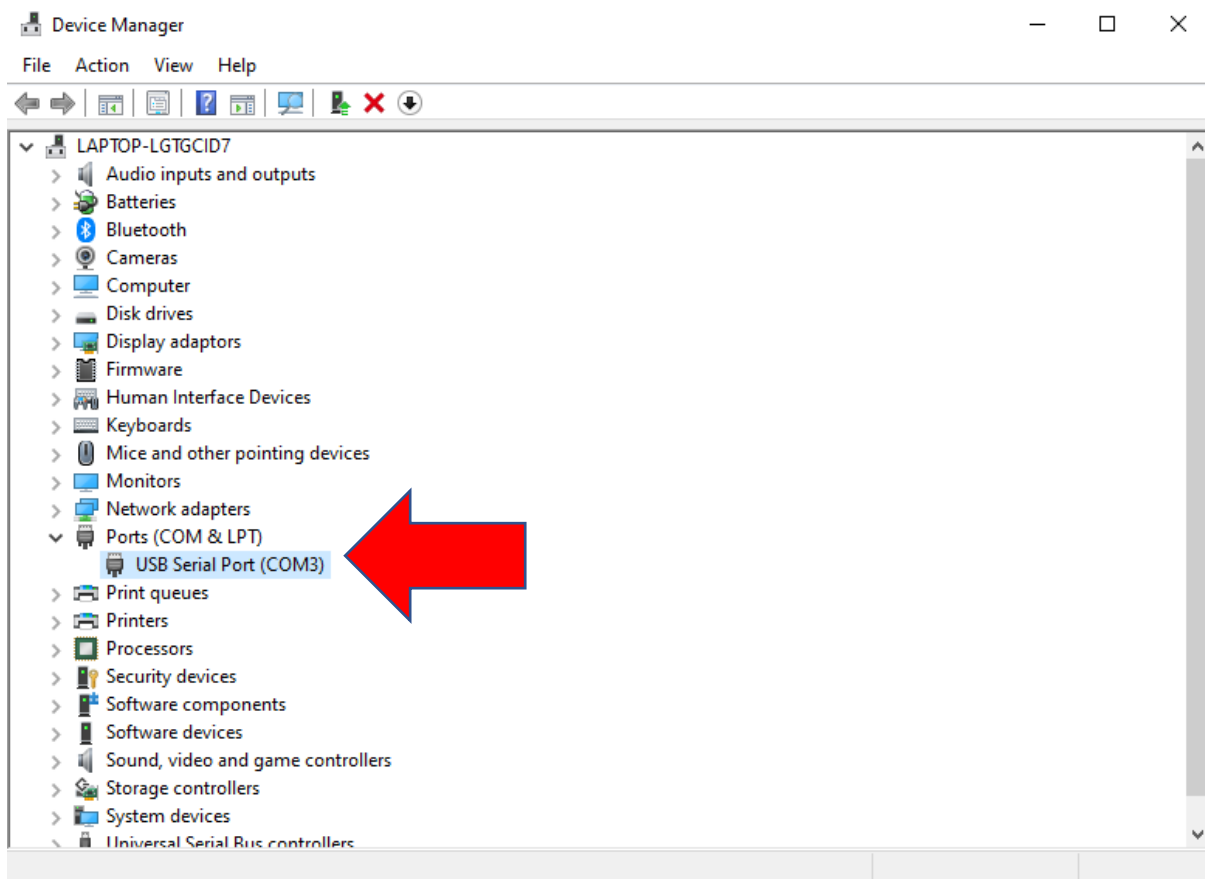 Device Manager
File Action View Help
LAPTOP-LGTGCID7
Audio inputs and outputs
Batteries
Bluetooth
Cameras
Computer
Disk drives
Display adaptors
Firmware
Human Interface Devices
Keyboards
Mice and other pointing devices
Monitors
Network adapters
Ports (COM & LPT)
USB Serial Port (COM3)
Print queues
Printers
Processors
Security devices
Software components
Software devices
Sound, video and game controllers
Storage controllers
System devices
Universal Serial Bus controllers